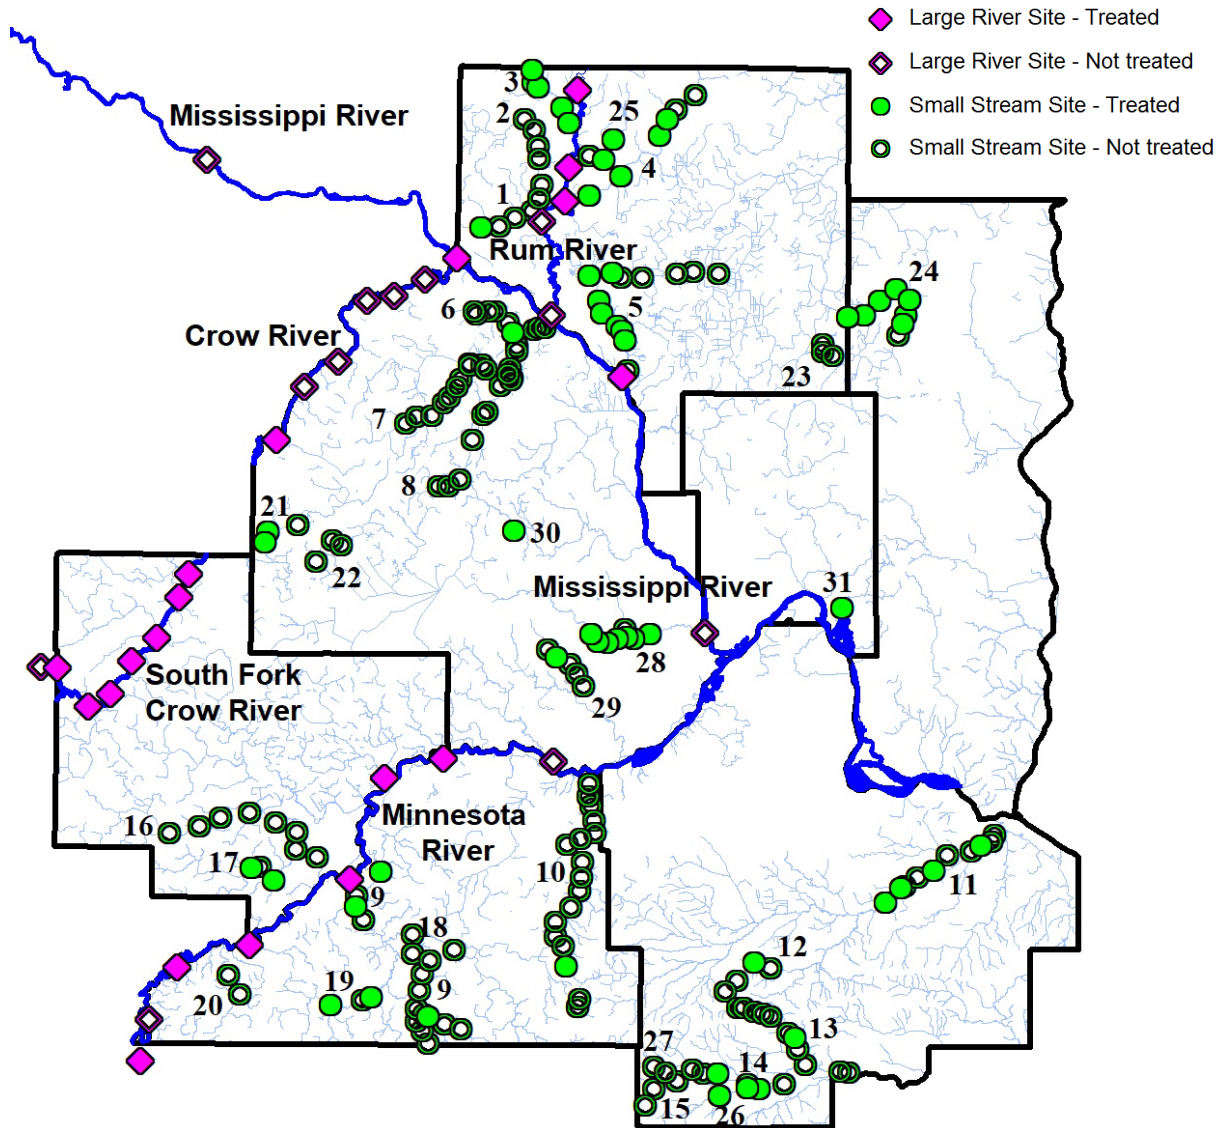 Large River Site - Treated
Large River Site - Not treated
Small Stream Site - Treated
Small Stream Site - Not treated
3
2
25
Mississippi River
4
1
Rum River
24
6
5
Crow River
23
7
8
21
30
22
Mississippi River
31
28
South Fork
Crow River
29
Minnesota
River
16
17
10
11
9
18
12
19
9
20
13
27
14
15
26